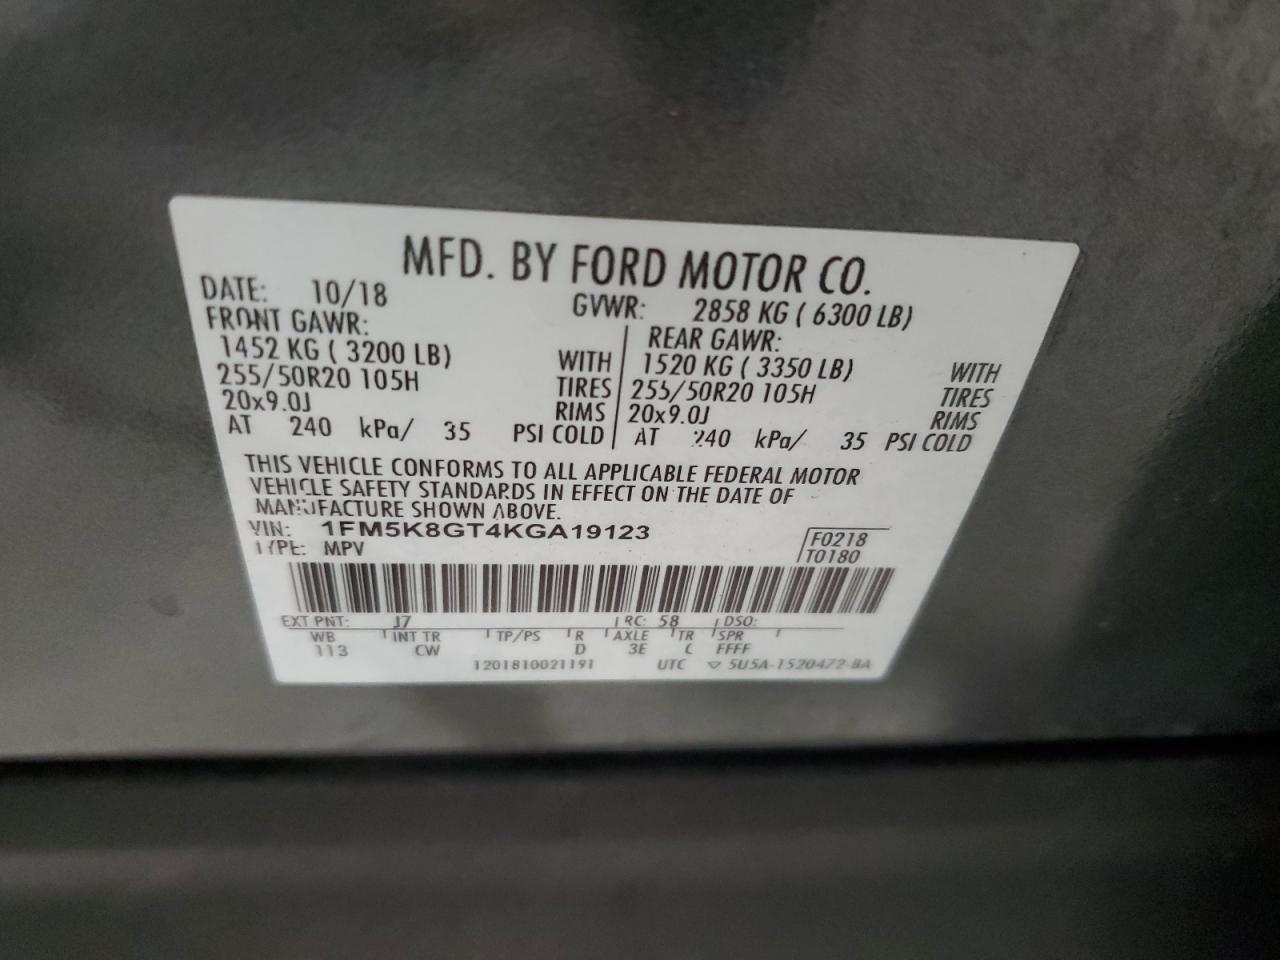 MFD. BY FORD MOTOR CO.
DATE: 10/18 GVWR: 2858 KG ( 6300 LB)
FRONT GAWR: REAR GAWR:
1452 KG ( 3200 LB) WITH 1520 KG ( 3350 LB) WITH
255/50R20 105H TIRES 255/50R20 105H TIRES
20x9.0J RIMS 20x9.0J RIMS
AT 240 kPa/ 35 PSI COLD AT 240 kPa/ 35 PSI COLD
THIS VEHICLE CONFORMS TO ALL APPLICABLE FEDERAL MOTOR
VEHICLE SAFETY STANDARDS IN EFFECT ON THE DATE OF
MANUFACTURE SHOWN ABOVE.
VIN: 1FM5K8GT4KGA19123
TYPE: MPV
F0218
T0180
EXT PNT: J7 RC: 58 DSO:
WB INT TR TP/PS R AXLE TR SPR
113 CW D 3E C FFFF
1201810021191 UTC ▽ 5U5A-1520472-BA